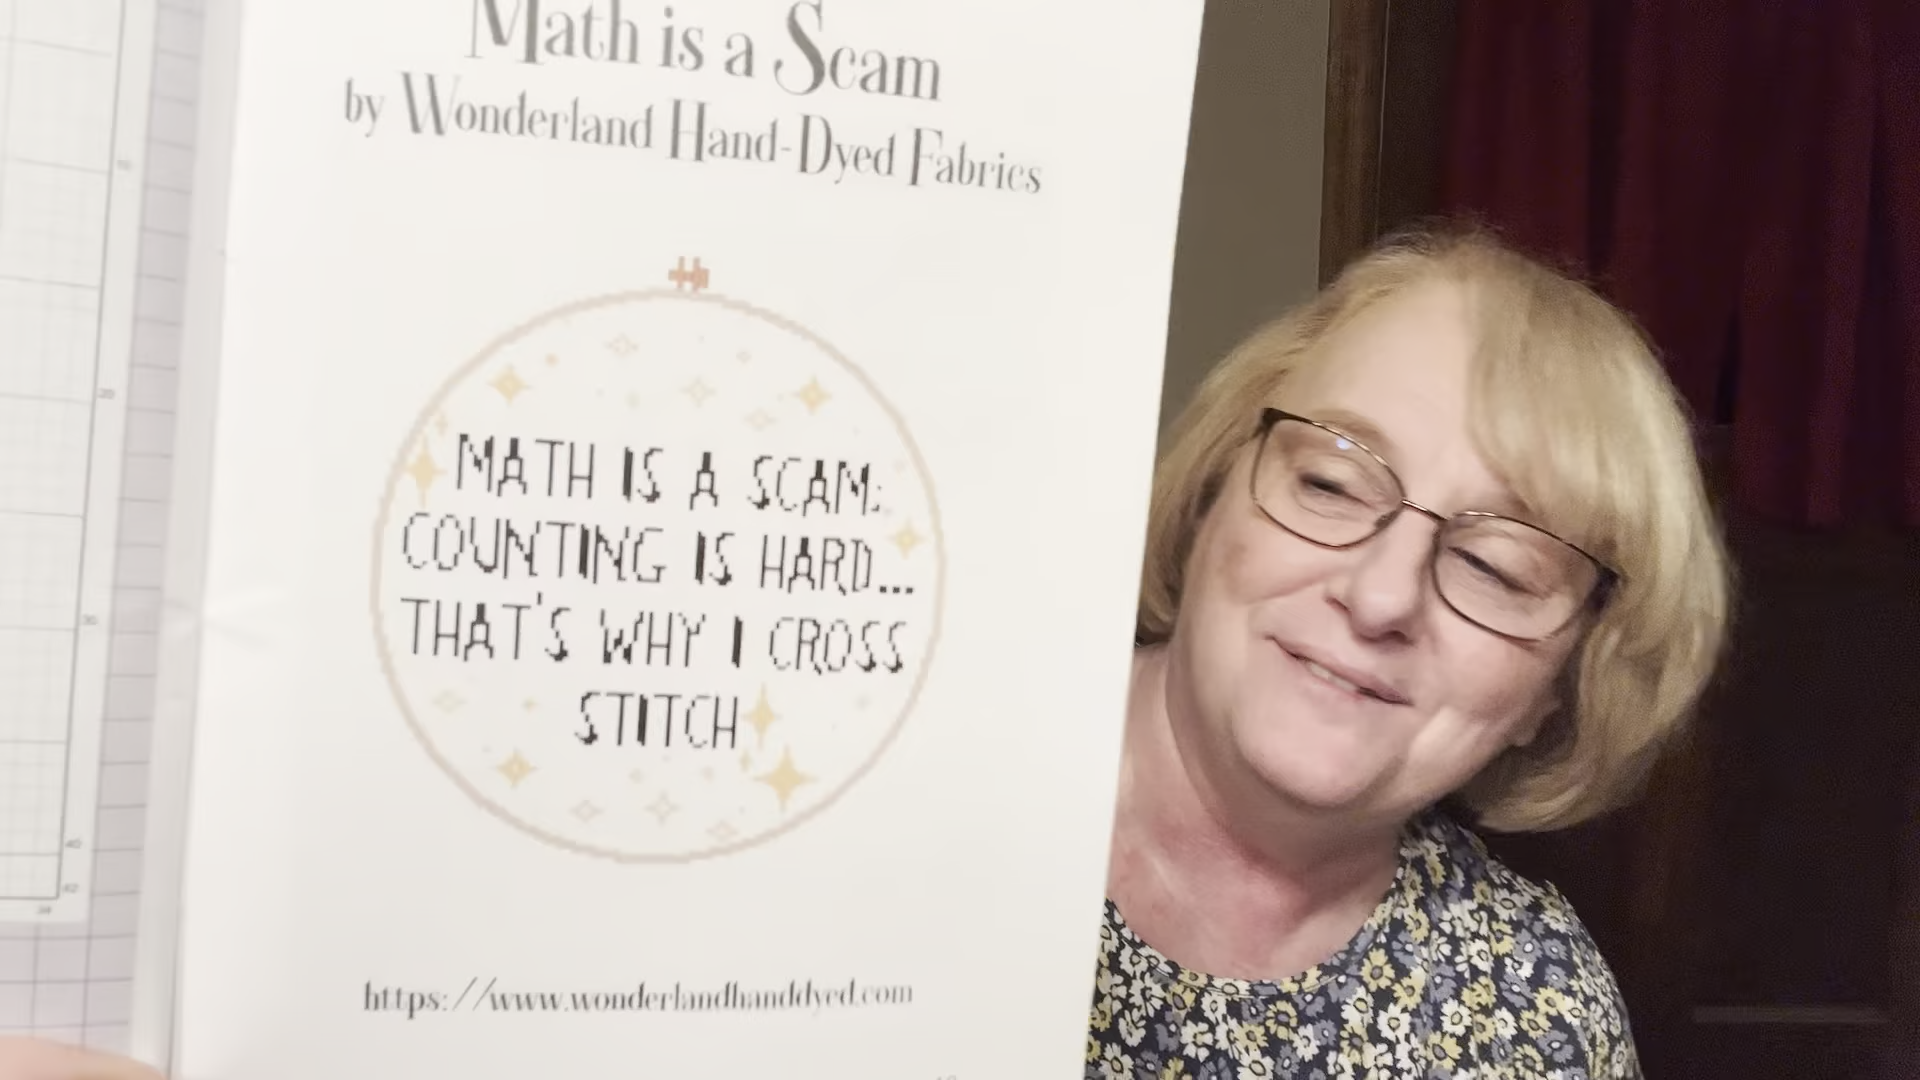 Math is a Scam
by Wonderland Hand-Dyed Fabrics
MATH IS A SCAM;
COUNTING IS HARD...
THAT'S WHY I CROSS
STITCH
https://www.wonderlandhanddyed.com